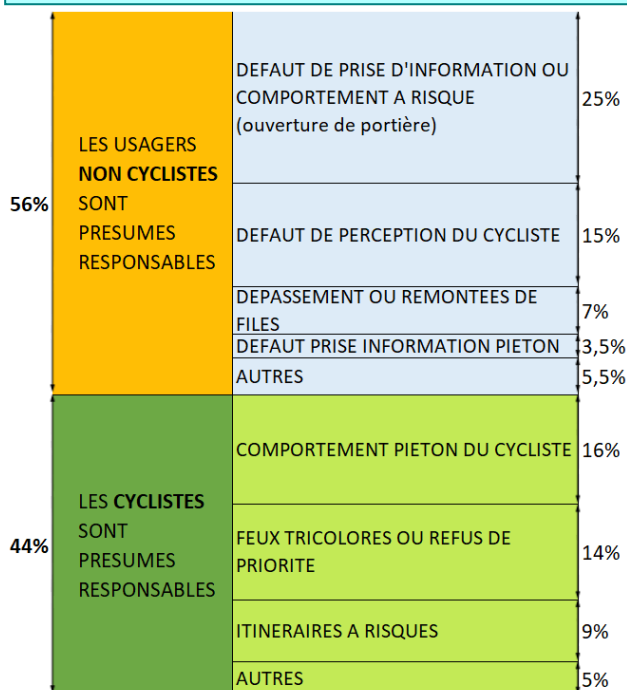 56%
LES USAGERS
NON CYCLISTES
SONT
PRESUMES
RESPONSABLES
DEFAUT DE PRISE D'INFORMATION OU
COMPORTEMENT A RISQUE
(ouverture de portière)
25%
DEFAUT DE PERCEPTION DU CYCLISTE
15%
DEPASSEMENT OU REMONTEES DE
FILES
7%
DEFAUT PRISE INFORMATION PIETON
3,5%
AUTRES
5,5%
44%
LES CYCLISTES
SONT
PRESUMES
RESPONSABLES
COMPORTEMENT PIETON DU CYCLISTE
16%
FEUX TRICOLORES OU REFUS DE
PRIORITE
14%
ITINERAIRES A RISQUES
9%
AUTRES
5%